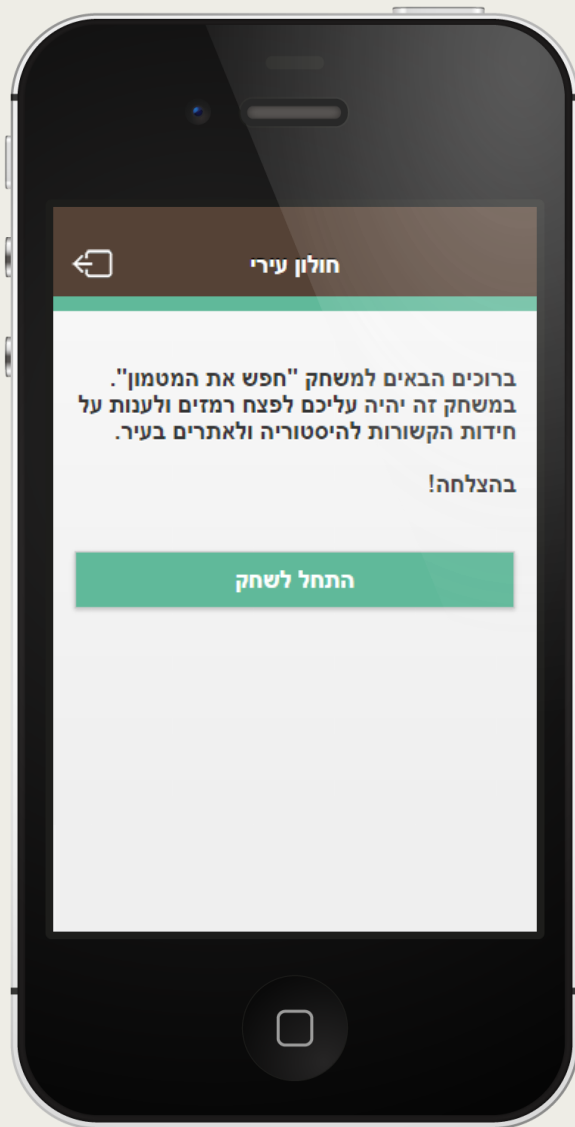 חולון עירי
ברוכים הבאים למשחק "חפש את המטמון".
במשחק זה יהיה עליכם לפצח רמזים ולענות על
חידות הקשורות להיסטוריה ולאתרים בעיר.
בהצלחה!
התחל לשחק